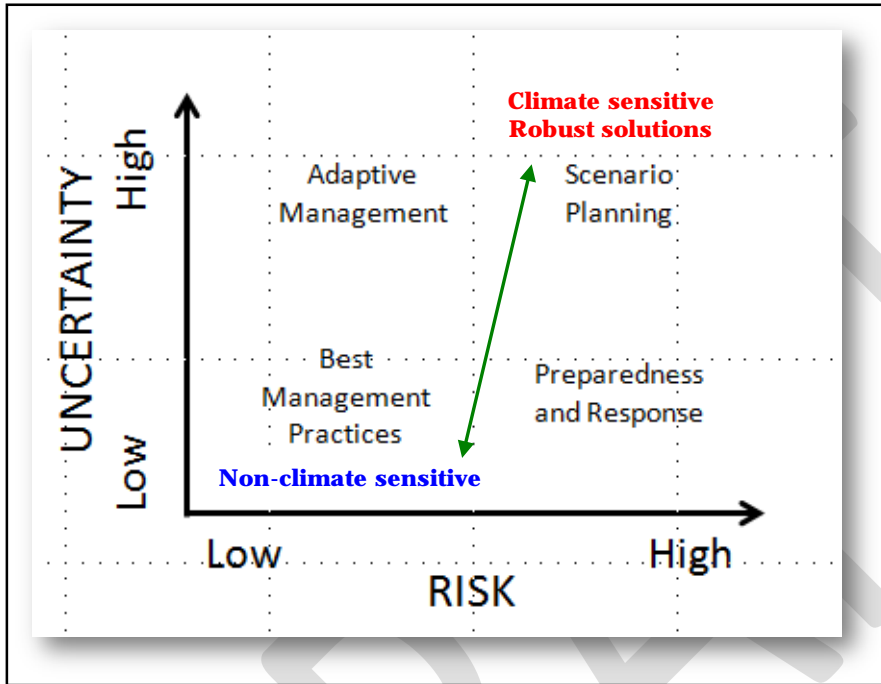 Climate sensitive
Robust solutions
UNCERTAINTY
High
Low
Adaptive
Management
Scenario
Planning
Best
Management
Practices
Preparedness
and Response
Non-climate sensitive
Low
High
RISK